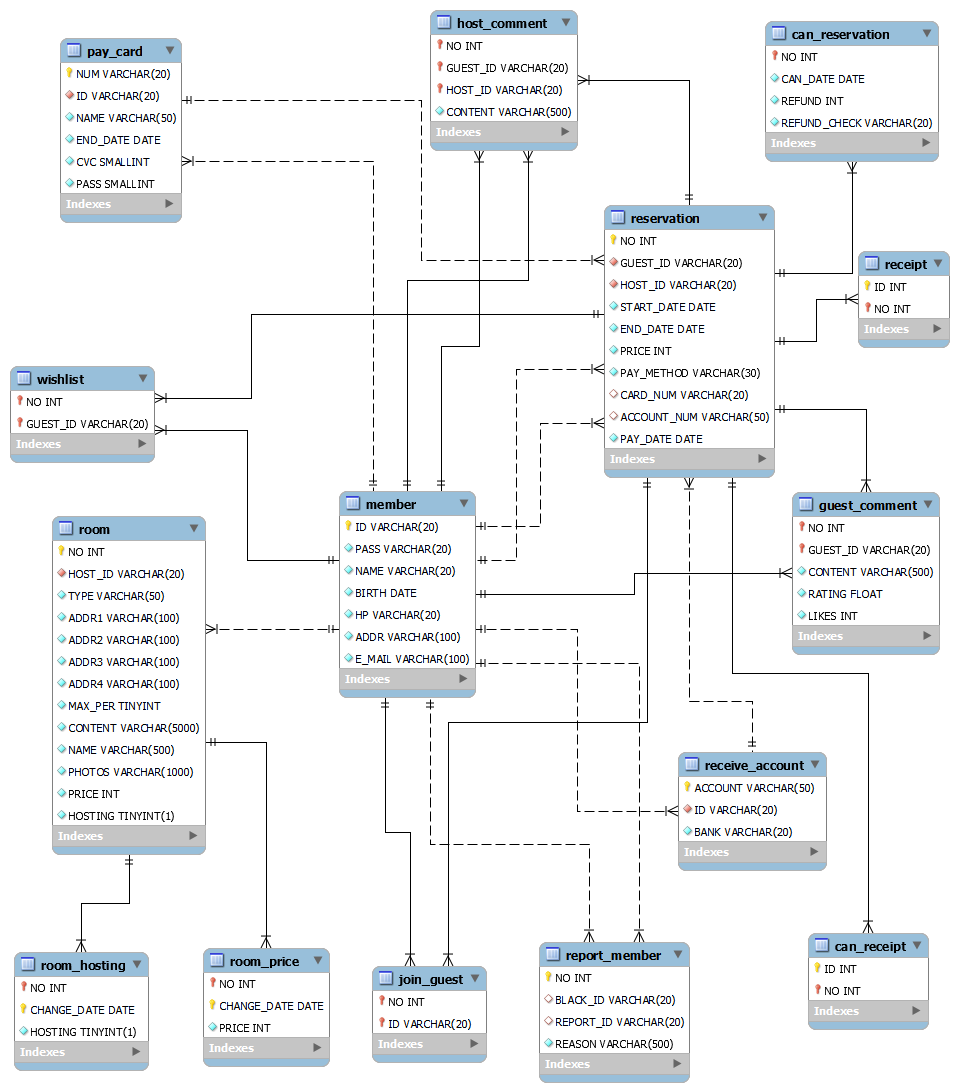 pay_card
NUM VARCHAR(20)
ID VARCHAR(20)
NAME VARCHAR(50)
END_DATE DATE
CVC SMALLINT
PASS SMALLINT
Indexes
host_comment
NO INT
GUEST_ID VARCHAR(20)
HOST_ID VARCHAR(20)
CONTENT VARCHAR(500)
Indexes
can_reservation
NO INT
CAN_DATE DATE
REFUND INT
REFUND_CHECK VARCHAR(20)
Indexes
reservation
NO INT
GUEST_ID VARCHAR(20)
HOST_ID VARCHAR(20)
START_DATE DATE
END_DATE DATE
PRICE INT
PAY_METHOD VARCHAR(30)
CARD_NUM VARCHAR(20)
ACCOUNT_NUM VARCHAR(50)
PAY_DATE DATE
Indexes
receipt
ID INT
NO INT
Indexes
wishlist
NO INT
GUEST_ID VARCHAR(20)
Indexes
member
ID VARCHAR(20)
PASS VARCHAR(20)
NAME VARCHAR(20)
BIRTH DATE
HP VARCHAR(20)
ADDR VARCHAR(100)
E_MAIL VARCHAR(100)
Indexes
guest_comment
NO INT
GUEST_ID VARCHAR(20)
CONTENT VARCHAR(500)
RATING FLOAT
LIKES INT
Indexes
room
NO INT
HOST_ID VARCHAR(20)
TYPE VARCHAR(50)
ADDR1 VARCHAR(100)
ADDR2 VARCHAR(100)
ADDR3 VARCHAR(100)
ADDR4 VARCHAR(100)
MAX_PER TINYINT
CONTENT VARCHAR(5000)
NAME VARCHAR(500)
PHOTOS VARCHAR(1000)
PRICE INT
HOSTING TINYINT(1)
Indexes
receive_account
ACCOUNT VARCHAR(50)
ID VARCHAR(20)
BANK VARCHAR(20)
Indexes
room_hosting
NO INT
CHANGE_DATE DATE
HOSTING TINYINT(1)
Indexes
room_price
NO INT
CHANGE_DATE DATE
PRICE INT
Indexes
join_guest
NO INT
ID VARCHAR(20)
Indexes
report_member
NO INT
BLACK_ID VARCHAR(20)
REPORT_ID VARCHAR(20)
REASON VARCHAR(500)
Indexes
can_receipt
ID INT
NO INT
Indexes